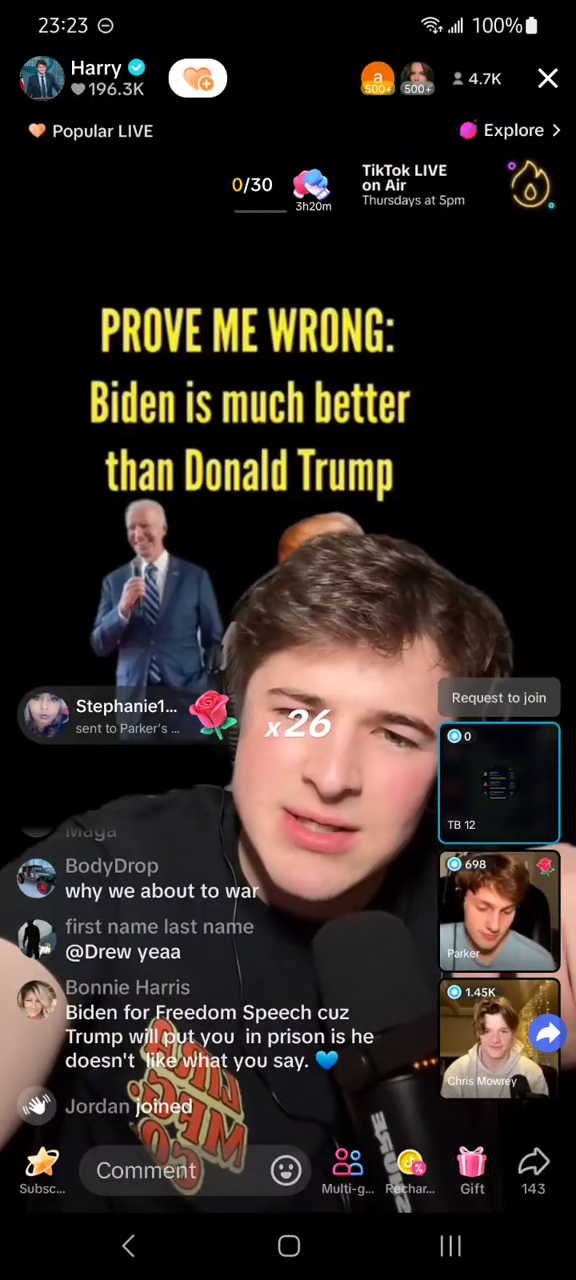 23:23
100%
Harry
196.3K
a
500+
500+
4.7K
Popular LIVE
Explore
0/30
3h20m
TikTok LIVE
on Air
Thursdays at 5pm
PROVE ME WRONG:
Biden is much better
than Donald Trump
Stephanie1...
sent to Parker's ...
x26
Request to join
0
TB 12
Maga
BodyDrop
why we about to war
698
Parker
first name last name
@Drew yeaa
Bonnie Harris
Biden for Freedom Speech cuz
Trump will put you in prison is he
doesn't like what you say. 💙
1.45K
Chris Mowrey
Jordan joined
SHURE
Subsc...
Comment
Multi-g...
Rechar...
Gift
143